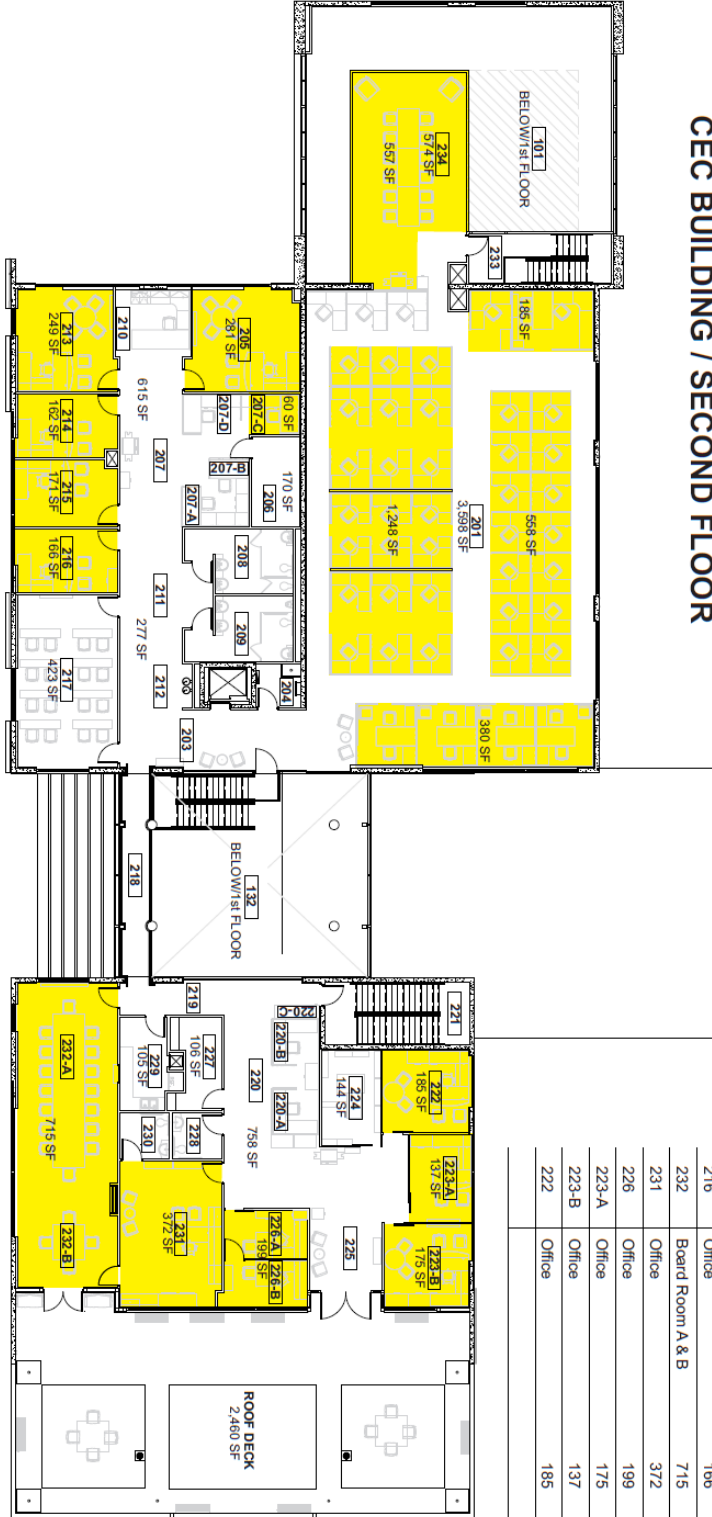 CEC BUILDING / SECOND FLOOR
101
BELOW/1st FLOOR
234
574 SF
557 SF
233
185 SF
201
3,598 SF
558 SF
1,248 SF
380 SF
205
281 SF
210
213
249 SF
615 SF
207
214
162 SF
215
171 SF
216
166 SF
207-C
60 SF
207-D
207-B
207-A
206
170 SF
208
209
211
277 SF
212
217
423 SF
204
203
132
BELOW/1st FLOOR
218
221
219
220-C
220-B
220-A
220
758 SF
227
106 SF
229
105 SF
228
230
224
144 SF
222
185 SF
223-A
137 SF
223-B
175 SF
225
226-A
199 SF
226-B
231
372 SF
232-A
715 SF
232-B
ROOF DECK
2,460 SF
216 Office 166
232 Board Room A & B 715
231 Office 372
226 Office 199
223-A Office 175
223-B Office 137
222 Office 185